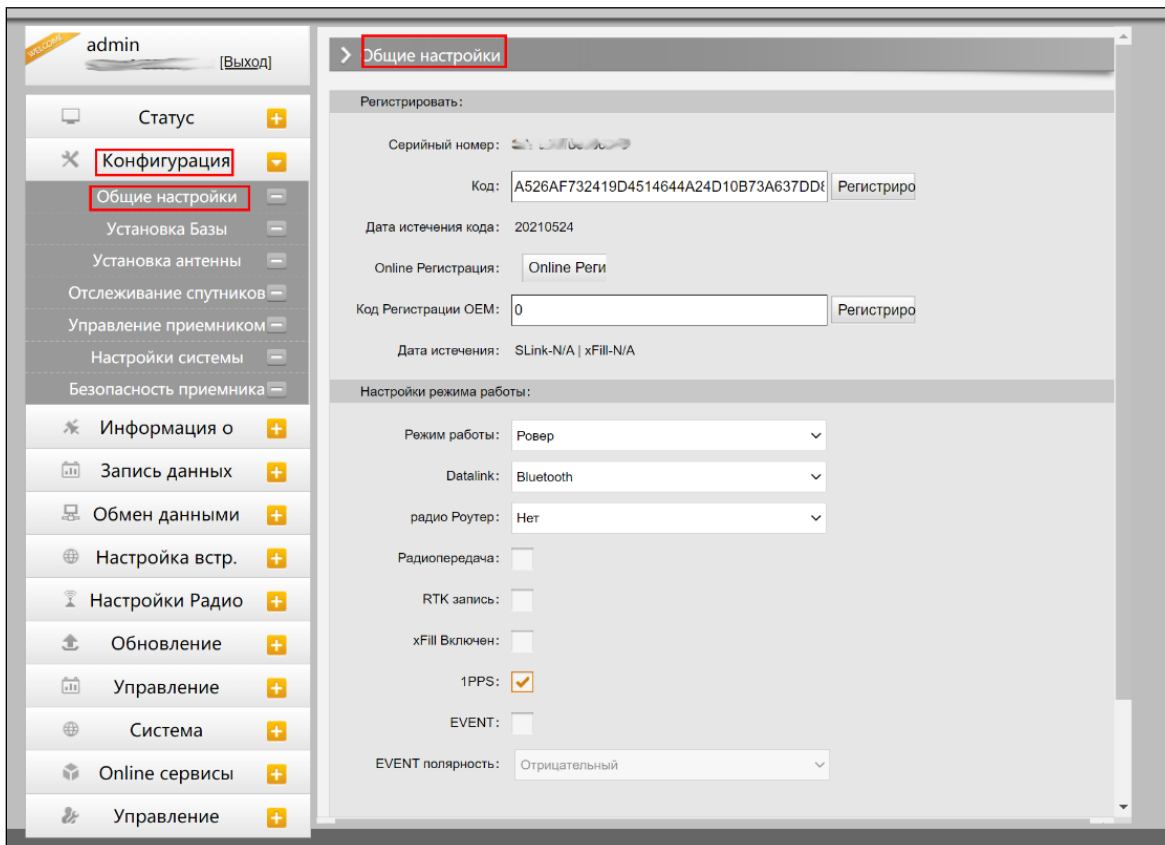 WELCOME
admin
[Выход]
Статус
Конфигурация
Общие настройки
Установка Базы
Установка антенны
Отслеживание спутников
Управление приемником
Настройки системы
Безопасность приемника
Информация о
Запись данных
Обмен данными
Настройка встр.
Настройки Радио
Обновление
Управление
Система
Online сервисы
Управление
Общие настройки
Регистрировать:
Серийный номер:
Код: A526AF732419D4514644A24D10B73A637DD8 Регистриро
Дата истечения кода: 20210524
Online Регистрация: Online Реги
Код Регистрации OEM: 0 Регистриро
Дата истечения: SLink-N/A | xFill-N/A
Настройки режима работы:
Режим работы: Ровер
Datalink: Bluetooth
радио Роутер: Нет
Радиопередача:
RTK запись:
xFill Включен:
1PPS:
EVENT:
EVENT полярность: Отрицательный